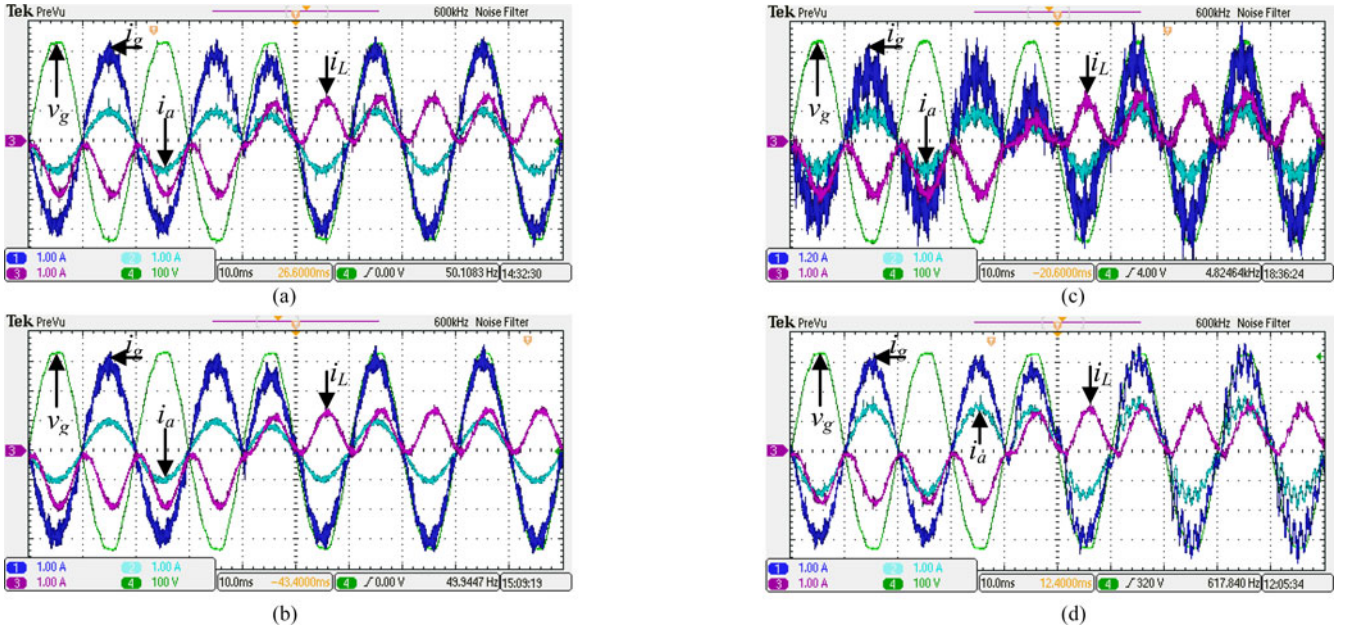 Tek PreVu 600kHz Noise Filter
i_g
i_L
v_g
i_a
3
1 1.00 A 2 1.00 A
3 1.00 A 4 100 V
10.0ms 26.6000ms 4 0.00 V 50.1083 Hz 14:32:30
(a)
Tek PreVu 600kHz Noise Filter
i_g
i_L
v_g
i_a
3
1 1.00 A 2 1.00 A
3 1.00 A 4 100 V
10.0ms −43.4000ms 4 0.00 V 43.9447 Hz 15:09:19
(b)
Tek PreVu 600kHz Noise Filter
i_g
i_L
v_g
i_a
3
1 1.20 A 2 1.00 A
3 1.00 A 4 100 V
10.0ms −20.6000ms 4 4.00 V 4.82464kHz 18:36:24
(c)
Tek PreVu 600kHz Noise Filter
i_g
i_L
v_g
i_a
3
1 1.00 A 2 1.00 A
3 1.00 A 4 100 V
10.0ms 12.4000ms 4 320 V 617.840 Hz 12:05:34
(d)